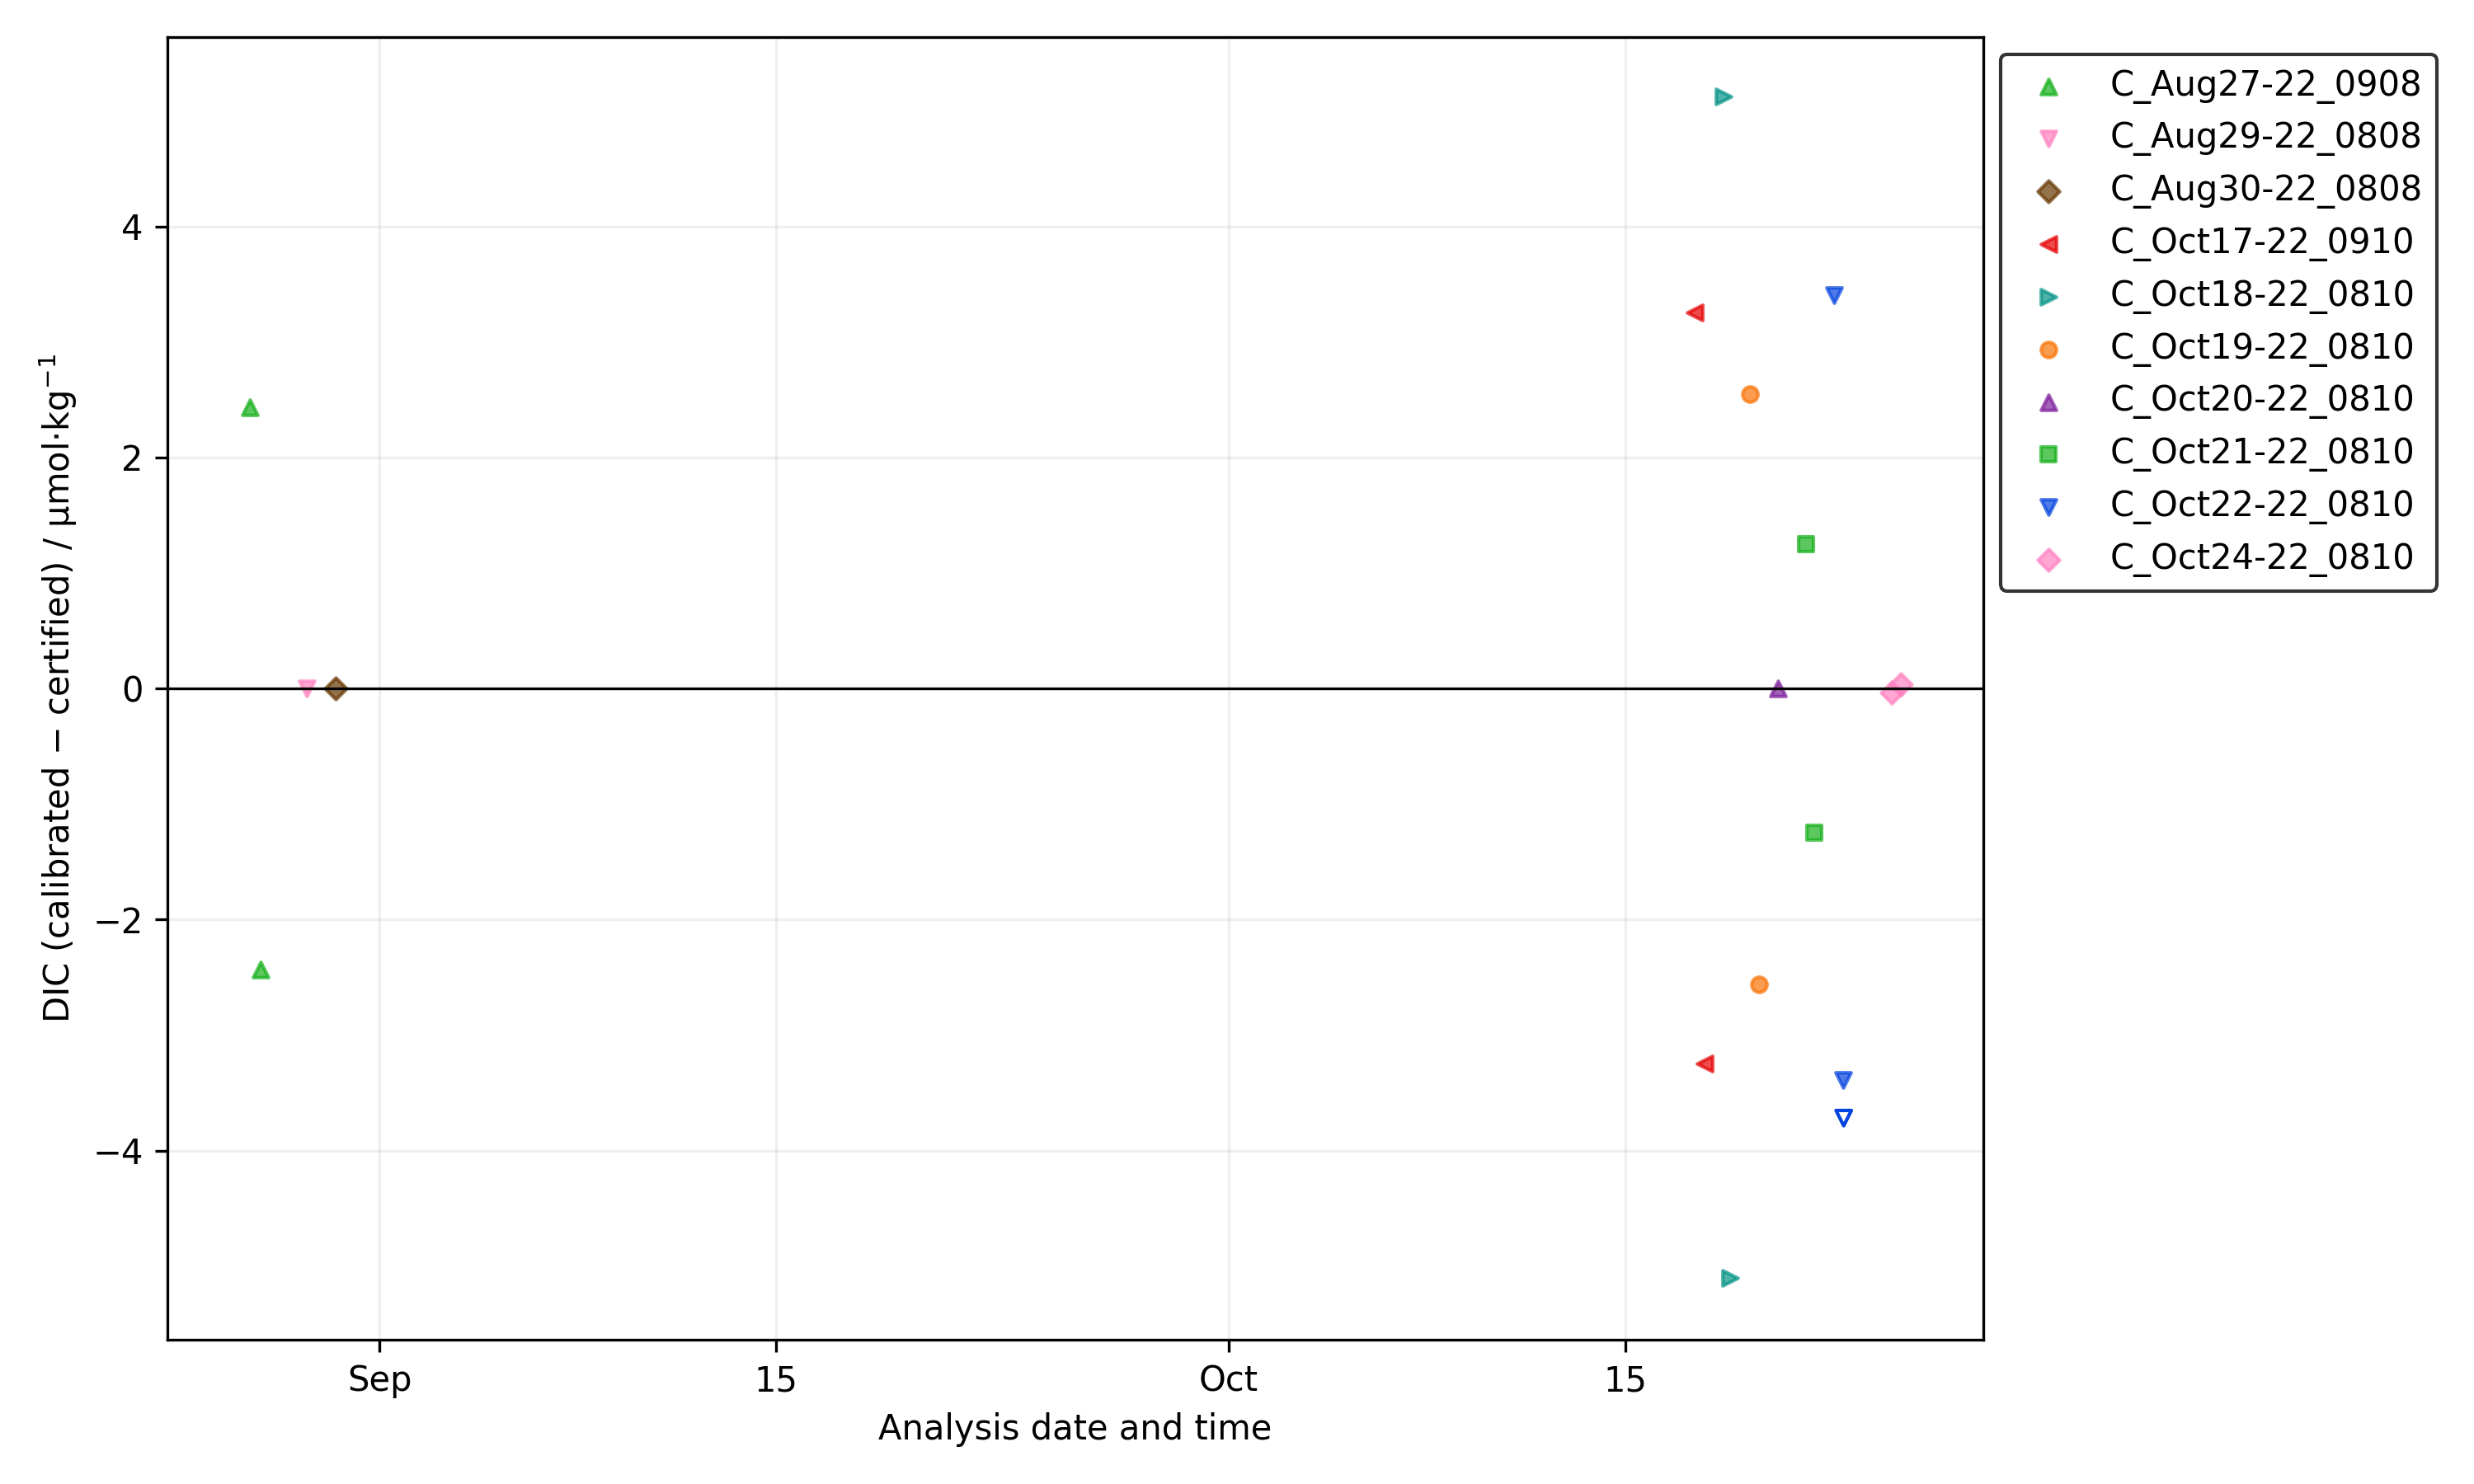 4
2
0
−2
−4
DIC (calibrated − certified) / μmol·kg⁻¹
Sep
15
Oct
15
Analysis date and time
C_Aug27-22_0908
C_Aug29-22_0808
C_Aug30-22_0808
C_Oct17-22_0910
C_Oct18-22_0810
C_Oct19-22_0810
C_Oct20-22_0810
C_Oct21-22_0810
C_Oct22-22_0810
C_Oct24-22_0810